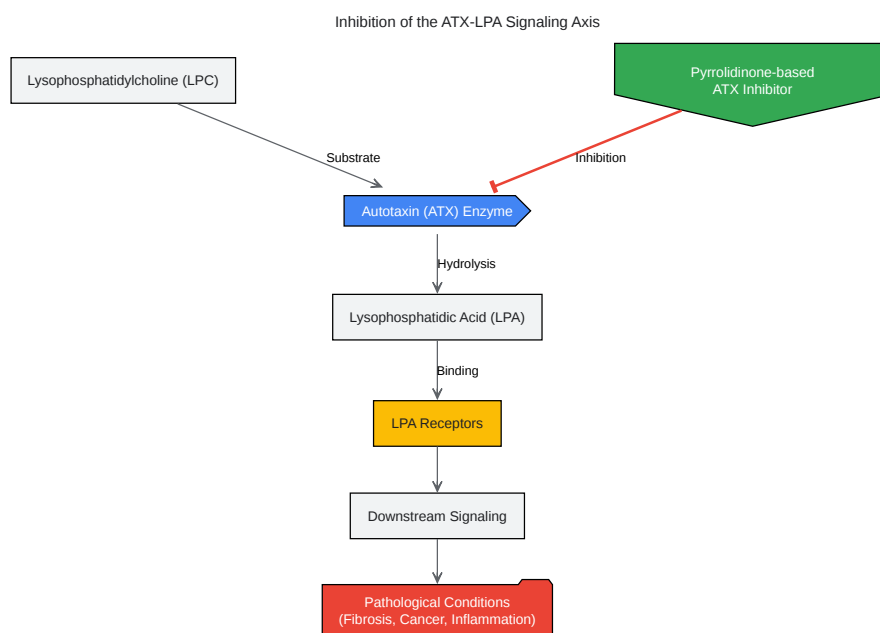 Inhibition of the ATX-LPA Signaling Axis
Lysophosphatidylcholine (LPC)
Pyrrolidinone-based
ATX Inhibitor
Substrate
Inhibition
Autotaxin (ATX) Enzyme
Hydrolysis
Lysophosphatidic Acid (LPA)
Binding
LPA Receptors
Downstream Signaling
Pathological Conditions
(Fibrosis, Cancer, Inflammation)